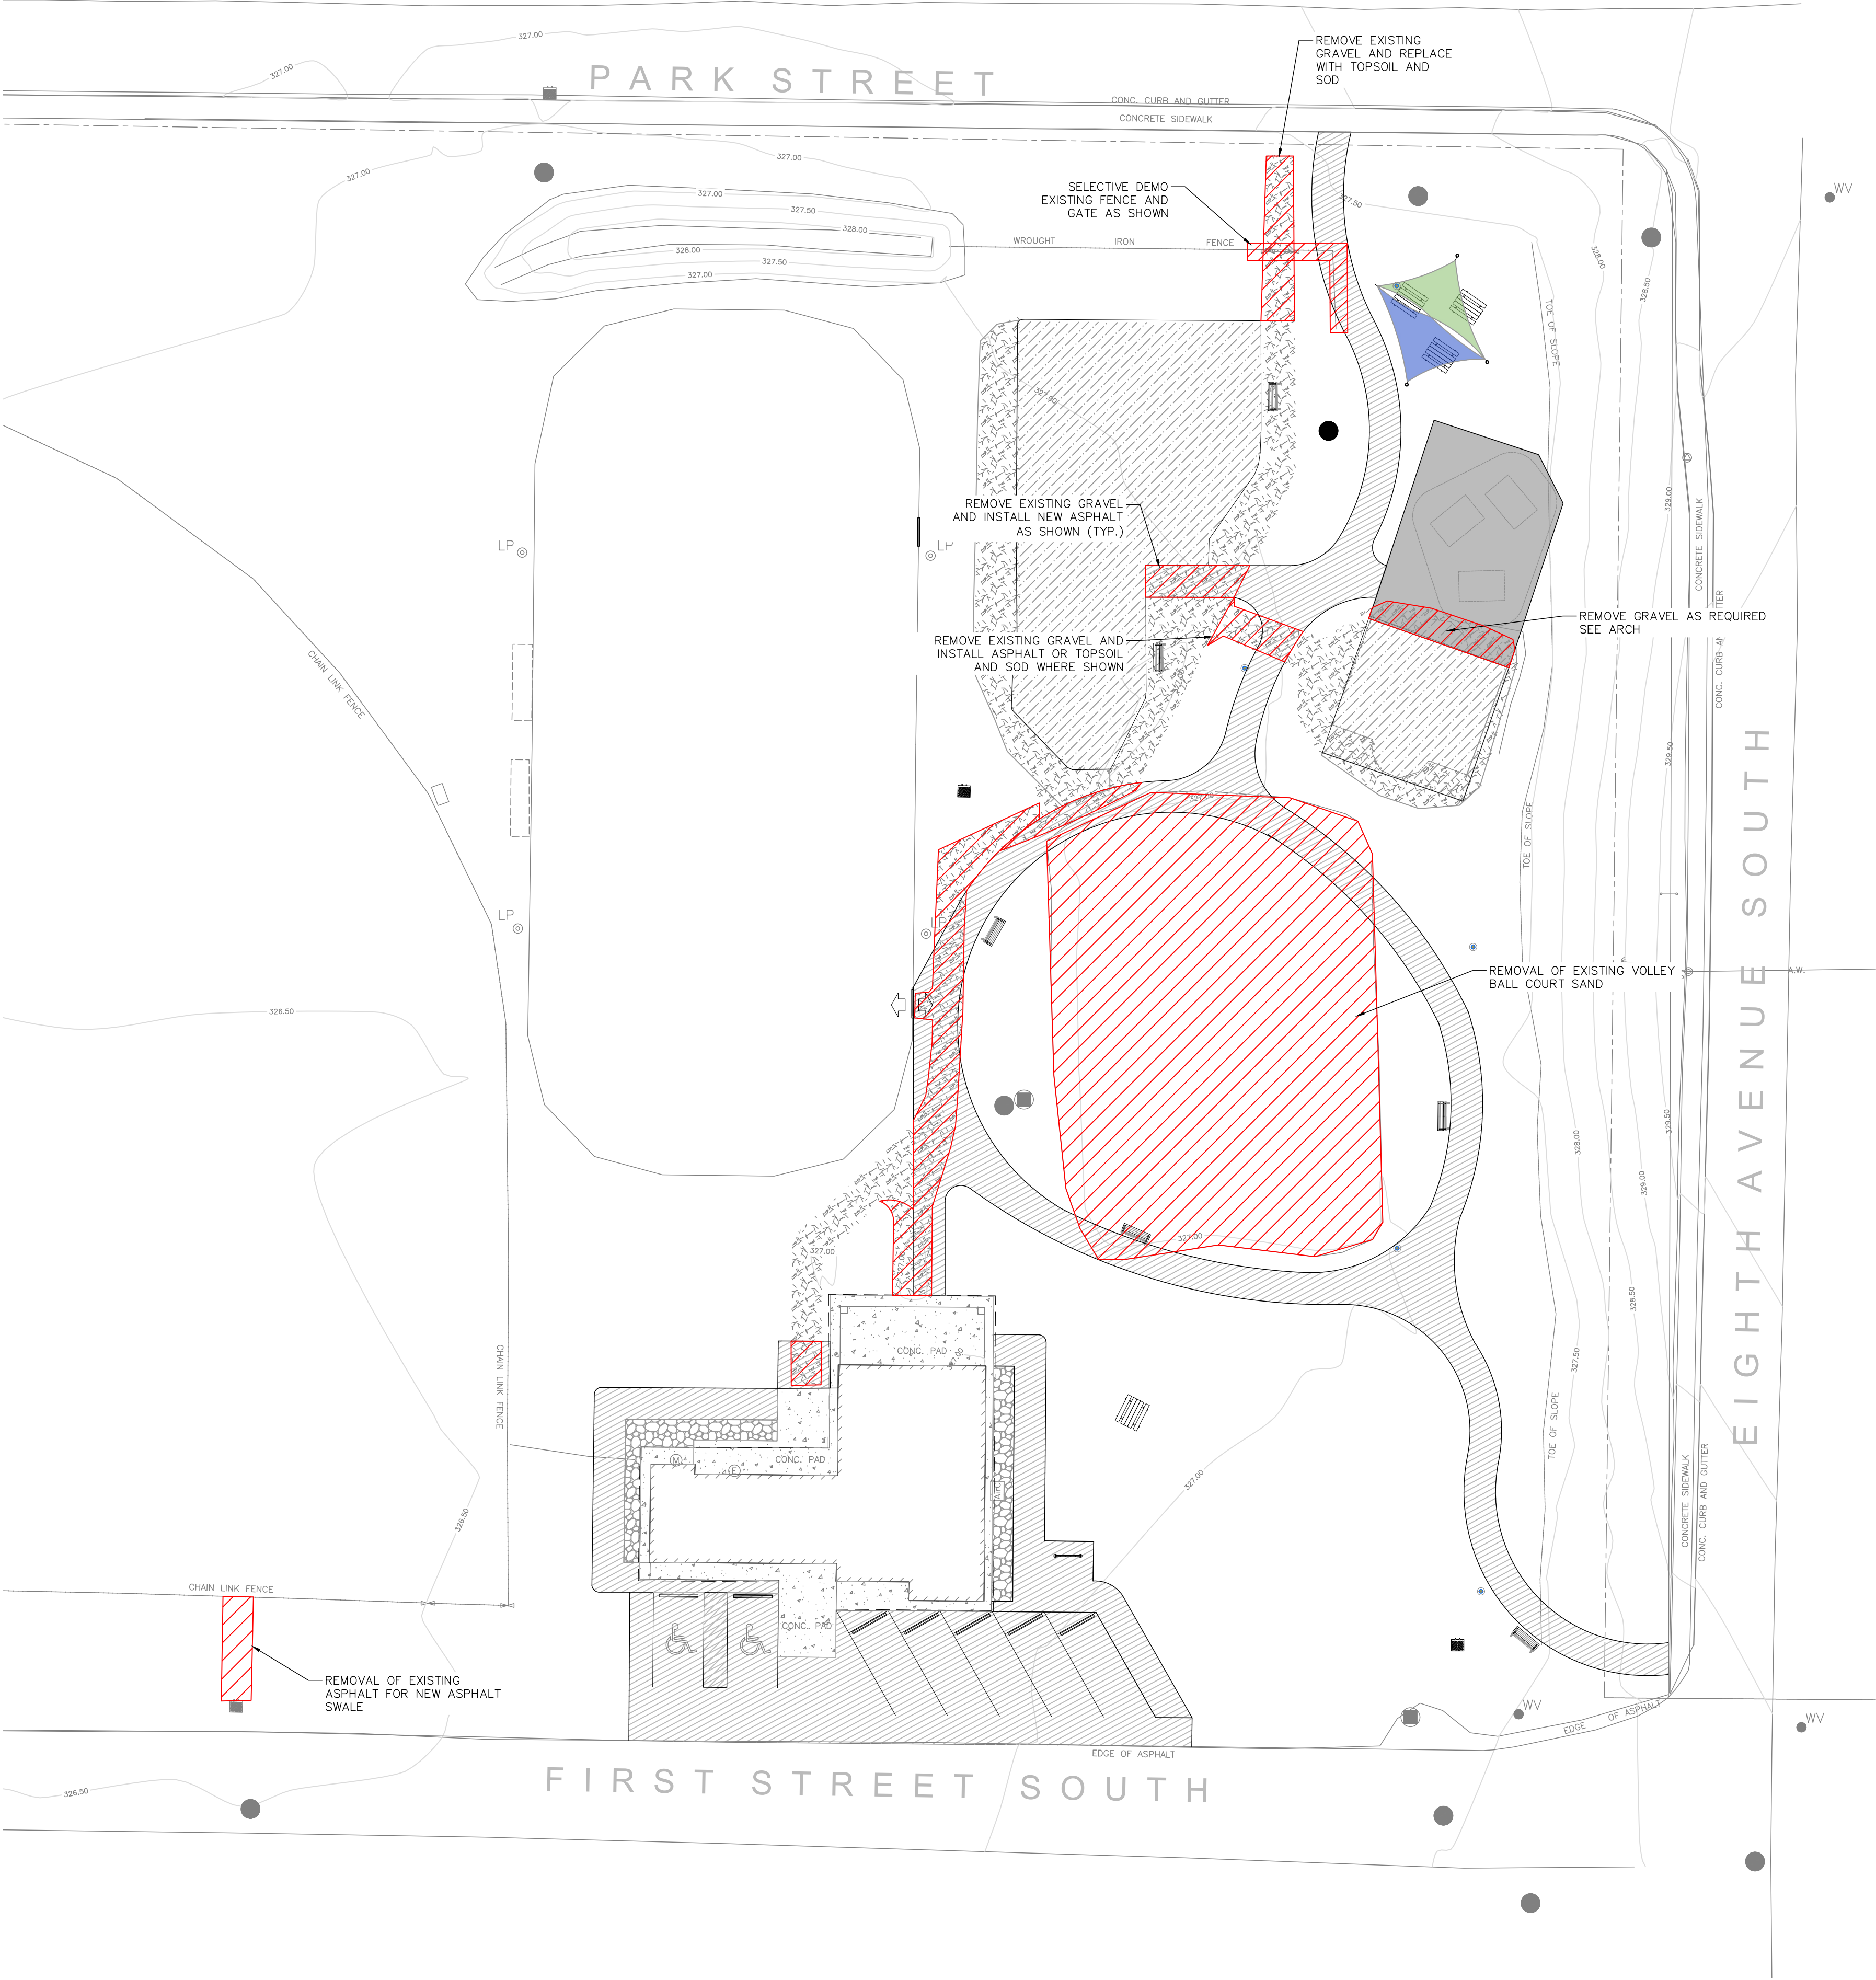 327.00
327.00
PARK STREET
REMOVE EXISTING
GRAVEL AND REPLACE
WITH TOPSOIL AND
SOD
CONC. CURB AND GUTTER
CONCRETE SIDEWALK
327.00
327.00
327.00
327.50
328.00
328.00
327.50
327.00
SELECTIVE DEMO
EXISTING FENCE AND
GATE AS SHOWN
WROUGHT IRON FENCE
327.50
WV
328.00
328.50
TOE OF SLOPE
327.00
REMOVE EXISTING GRAVEL
AND INSTALL NEW ASPHALT
AS SHOWN (TYP.)
LP
LP
329.00
CONCRETE SIDEWALK
REMOVE GRAVEL AS REQUIRED
SEE ARCH
REMOVE EXISTING GRAVEL AND
INSTALL ASPHALT OR TOPSOIL
AND SOD WHERE SHOWN
327.00
CHAIN LINK FENCE
329.50
TOE OF SLOPE
LP
LP
REMOVAL OF EXISTING VOLLEY
BALL COURT SAND
A.W.
EIGHTH AVENUE SOUTH
326.50
329.50
328.00
329.00
327.00
327.00
328.50
327.50
CONC. PAD
327.00
CHAIN LINK FENCE
TOE OF SLOPE
M
E
CONC. PAD
327.00
326.50
CONCRETE SIDEWALK
CONC. CURB AND GUTTER
CHAIN LINK FENCE
CONC. PAD
REMOVAL OF EXISTING
ASPHALT FOR NEW ASPHALT
SWALE
WV
WV
EDGE OF ASPHALT
EDGE OF ASPHALT
FIRST STREET SOUTH
326.50